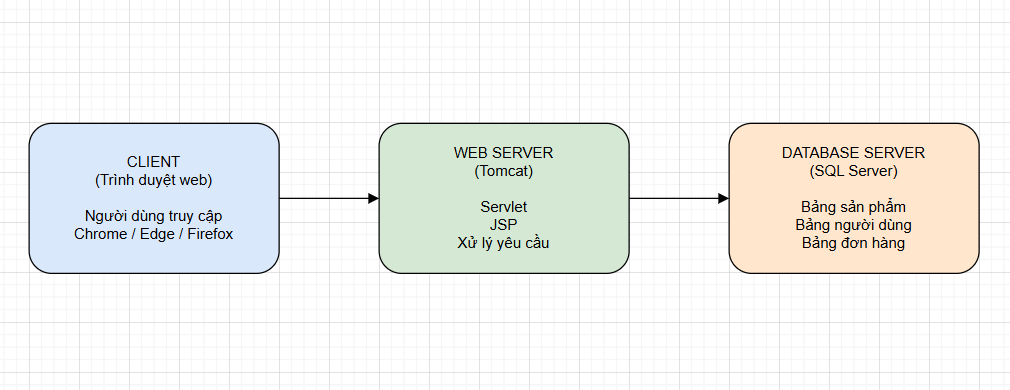 CLIENT
(Trình duyệt web)
Người dùng truy cập
Chrome / Edge / Firefox
WEB SERVER
(Tomcat)
Servlet
JSP
Xử lý yêu cầu
DATABASE SERVER
(SQL Server)
Bảng sản phẩm
Bảng người dùng
Bảng đơn hàng